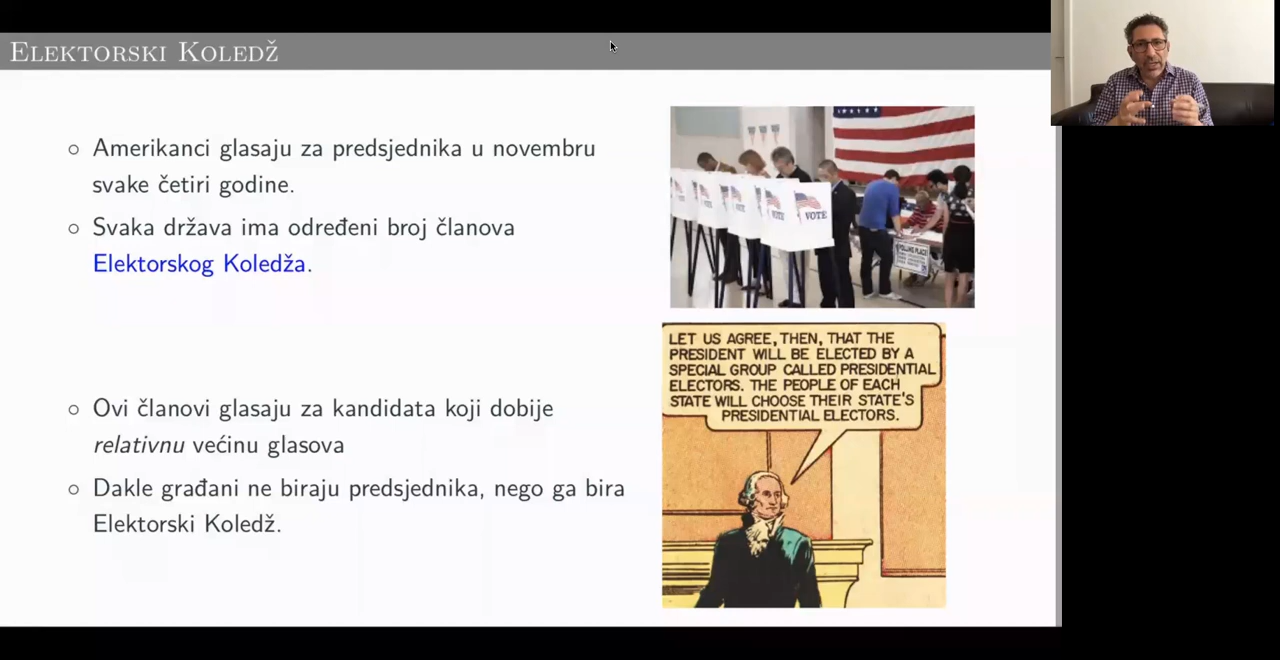 Elektorski Koledž
Amerikanci glasaju za predsjednika u novembru
svake četiri godine.
Svaka država ima određeni broj članova
Elektorskog Koledža.
Ovi članovi glasaju za kandidata koji dobije
relativnu većinu glasova
Dakle građani ne biraju predsjednika, nego ga bira
Elektorski Koledž.
VOTE
VOTE
POLLING PLACE
LET US AGREE, THEN, THAT THE
PRESIDENT WILL BE ELECTED BY A
SPECIAL GROUP CALLED PRESIDENTIAL
ELECTORS. THE PEOPLE OF EACH
STATE WILL CHOOSE THEIR STATE'S
PRESIDENTIAL ELECTORS.